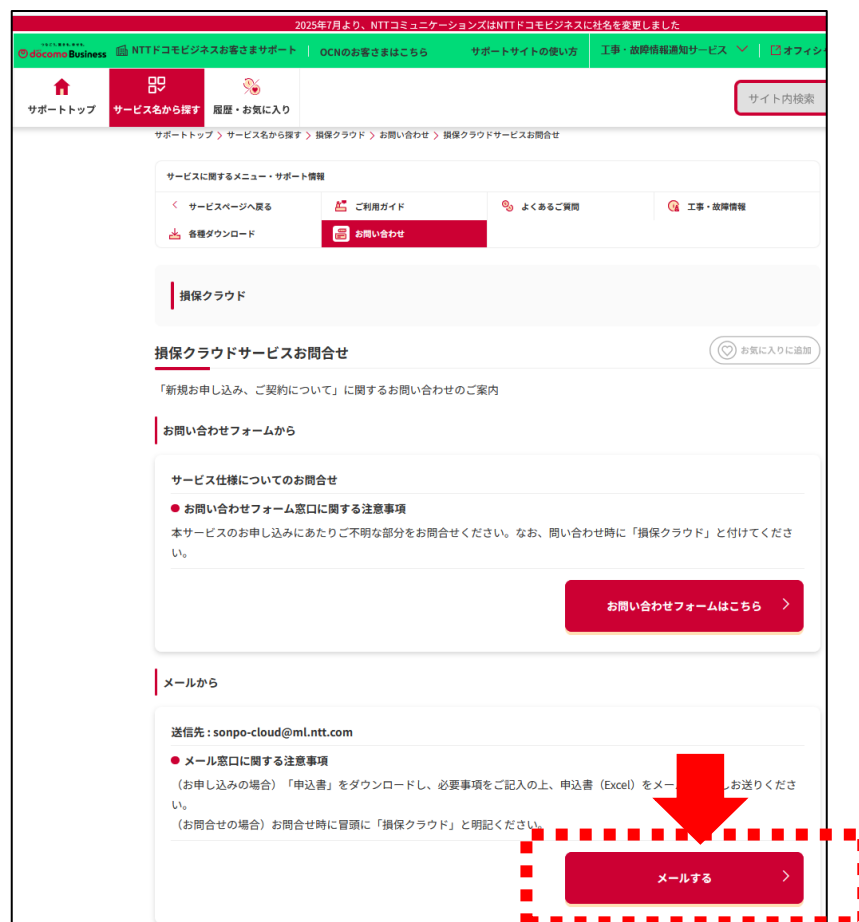 2025年7月より、NTTコミュニケーションズはNTTドコモビジネスに社名を変更しました
döcomo Business
NTTドコモビジネスお客さまサポート
OCNのお客さまはこちら
サポートサイトの使い方
工事・故障情報通知サービス
オフィシャ
サポートトップ
サービス名から探す
履歴・お気に入り
サイト内検索
サポートトップ > サービス名から探す > 損保クラウド > お問い合わせ > 損保クラウドサービスお問合せ
サービスに関するメニュー・サポート情報
サービスページへ戻る
ご利用ガイド
よくあるご質問
工事・故障情報
各種ダウンロード
お問い合わせ
損保クラウド
損保クラウドサービスお問合せ
お気に入りに追加
「新規お申し込み、ご契約について」に関するお問い合わせのご案内
お問い合わせフォームから
サービス仕様についてのお問合せ
● お問い合わせフォーム窓口に関する注意事項
本サービスのお申し込みにあたりご不明な部分をお問合せください。なお、問い合わせ時に「損保クラウド」と付けてくださ
い。
お問い合わせフォームはこちら
メールから
送信先 : sonpo-cloud@ml.ntt.com
● メール窓口に関する注意事項
（お申し込みの場合）「申込書」をダウンロードし、必要事項をご記入の上、申込書（Excel）をメー しお送りくださ
い。
（お問合せの場合）お問合せ時に冒頭に「損保クラウド」と明記ください。
メールする